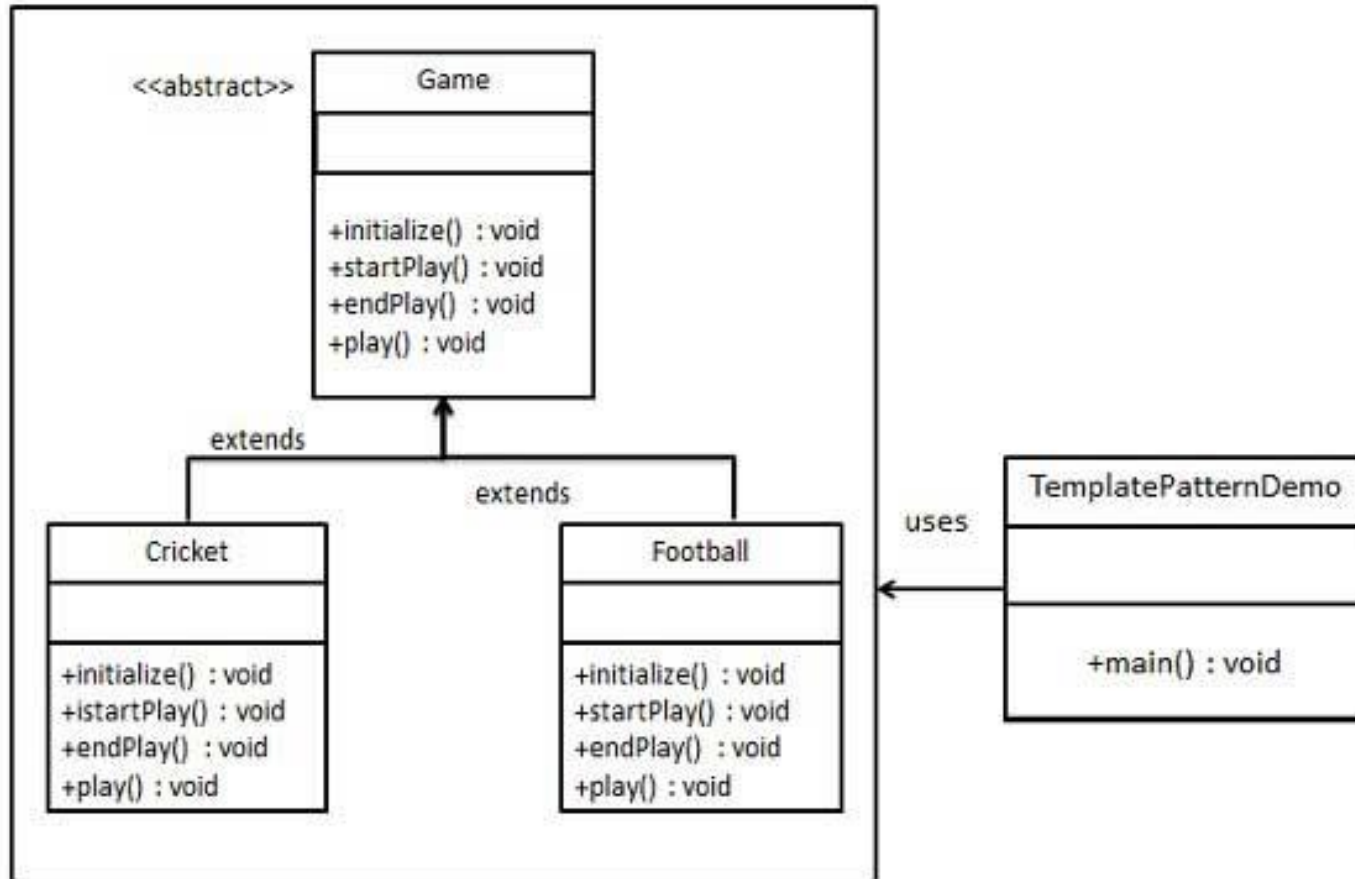 <<abstract>>
Game
+initialize() : void
+startPlay() : void
+endPlay() : void
+play() : void
extends
extends
Cricket
+initialize() : void
+istartPlay() : void
+endPlay() : void
+play() : void
Football
+initialize() : void
+startPlay() : void
+endPlay() : void
+play() : void
uses
TemplatePatternDemo
+main() : void